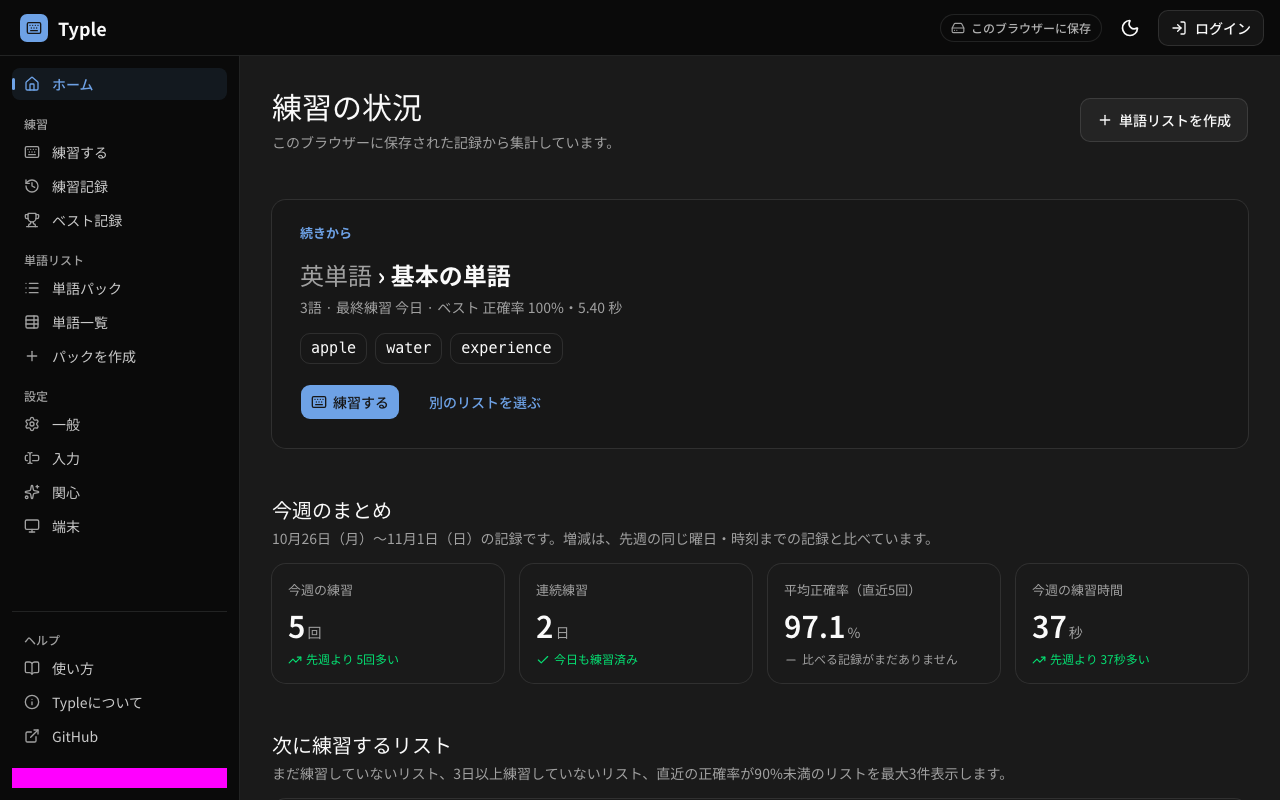 Typle
このブラウザーに保存
ログイン
ホーム
練習
練習する
練習記録
ベスト記録
単語リスト
単語パック
単語一覧
パックを作成
設定
一般
入力
関心
端末
ヘルプ
使い方
Typleについて
GitHub
練習の状況
このブラウザーに保存された記録から集計しています。
単語リストを作成
続きから
英単語 › 基本の単語
3語 · 最終練習 今日 · ベスト 正確率 100%・5.40 秒
apple water experience
練習する 別のリストを選ぶ
今週のまとめ
10月26日（月）〜11月1日（日）の記録です。増減は、先週の同じ曜日・時刻までの記録と比べています。
今週の練習
5回
先週より 5回多い
連続練習
2日
今日も練習済み
平均正確率（直近5回）
97.1%
比べる記録がまだありません
今週の練習時間
37秒
先週より 37秒多い
次に練習するリスト
まだ練習していないリスト、3日以上練習していないリスト、直近の正確率が90%未満のリストを最大3件表示します。